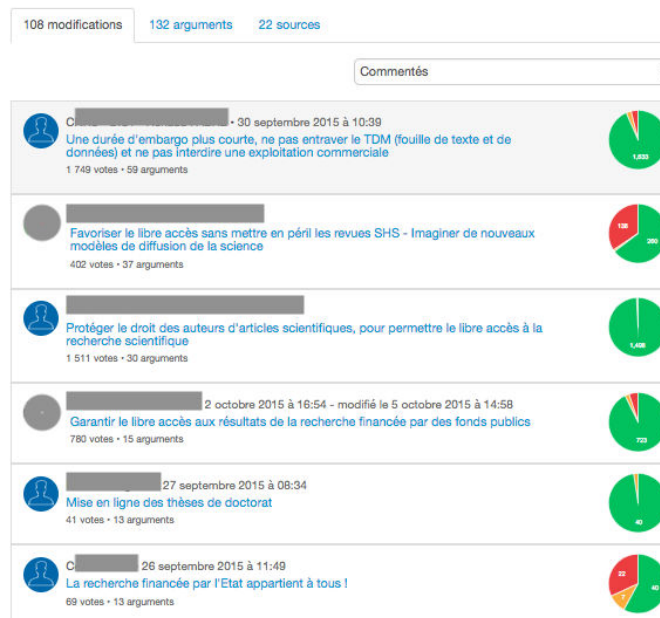 108 modifications 132 arguments 22 sources
Commentés
C • 30 septembre 2015 à 10:39
Une durée d'embargo plus courte, ne pas entraver le TDM (fouille de texte et de
données) et ne pas interdire une exploitation commerciale
1 749 votes • 59 arguments
1,633
Favoriser le libre accès sans mettre en péril les revues SHS - Imaginer de nouveaux
modèles de diffusion de la science
402 votes • 37 arguments
138
260
Protéger le droit des auteurs d'articles scientifiques, pour permettre le libre accès à la
recherche scientifique
1 511 votes • 30 arguments
1,498
2 octobre 2015 à 16:54 - modifié le 5 octobre 2015 à 14:58
Garantir le libre accès aux résultats de la recherche financée par des fonds publics
780 votes • 15 arguments
723
27 septembre 2015 à 08:34
Mise en ligne des thèses de doctorat
41 votes • 13 arguments
40
C 26 septembre 2015 à 11:49
La recherche financée par l'Etat appartient à tous !
69 votes • 13 arguments
22
7
40